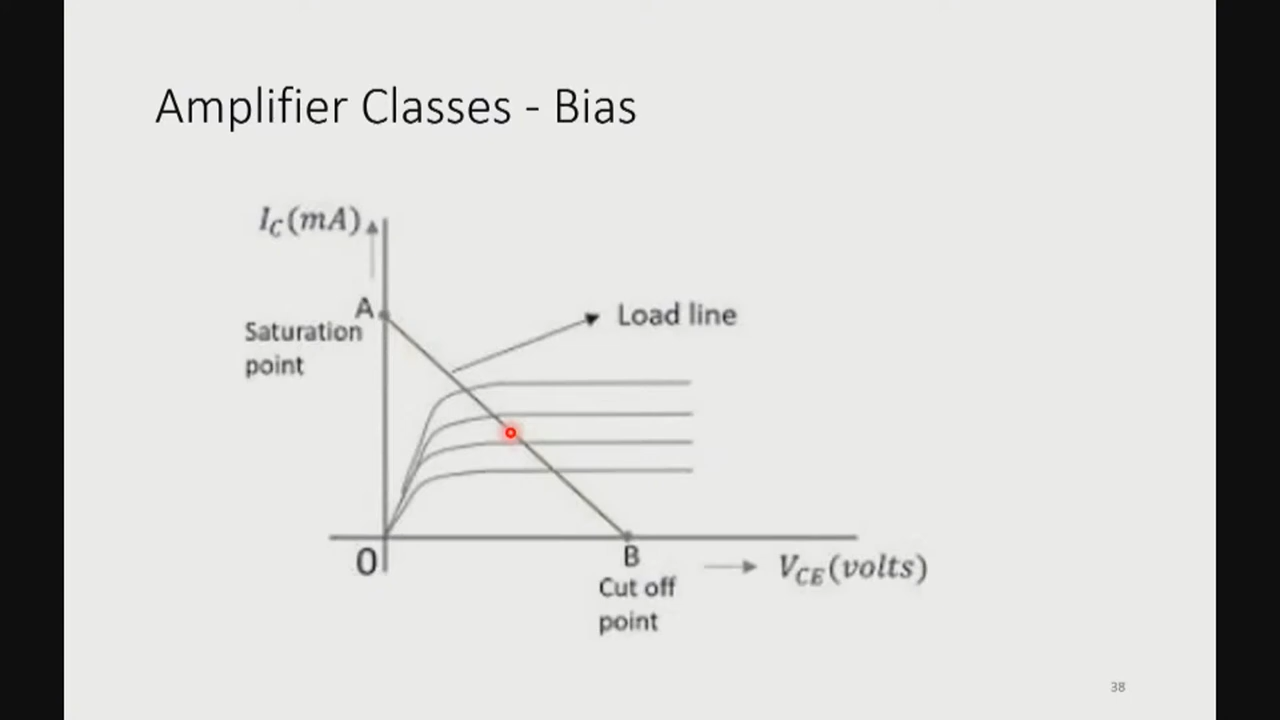 Amplifier Classes - Bias
I_C(mA)
A
Saturation
point
Load line
0
B
Cut off
point
V_CE(volts)
38